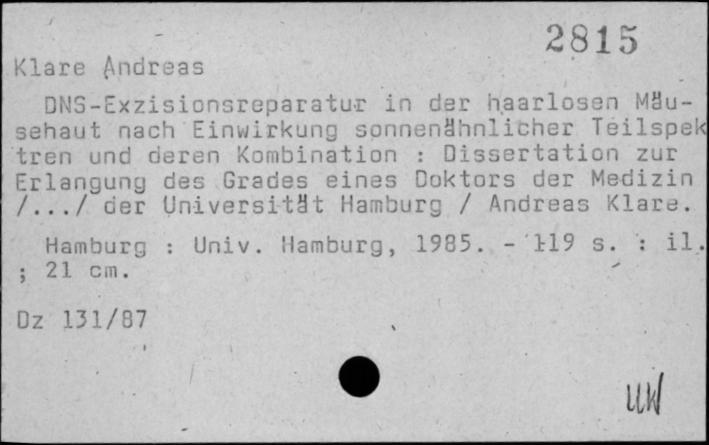 2815
Klare Andreas
DNS-Exzisionsreparatur in der haarlosen Mäu-
sehaut nach Einwirkung sonnenähnlicher Teilspek
tren und deren Kombination : Dissertation zur
Erlangung des Grades eines Doktors der Medizin
/.../ der Universität Hamburg / Andreas Klare.
Hamburg : Univ. Hamburg, 1985. - 119 s. : il.
; 21 cm.
Dz 131/87
UW